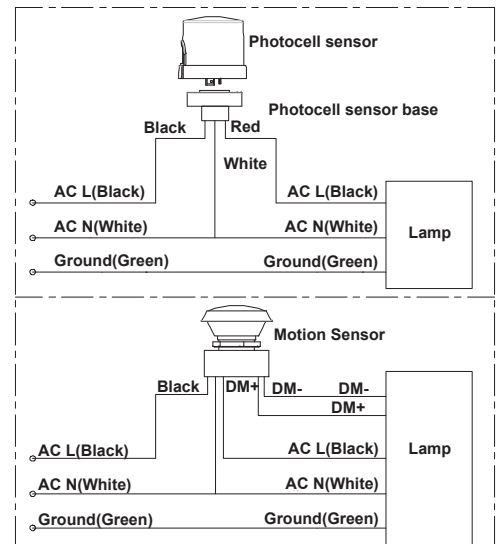 Photocell sensor
Photocell sensor base
Black Red
White
AC L(Black) AC L(Black)
AC N(White) AC N(White) Lamp
Ground(Green) Ground(Green)
Motion Sensor
Black DM+ DM- DM-
DM+
AC L(Black) AC L(Black) Lamp
AC N(White) AC N(White)
Ground(Green) Ground(Green)